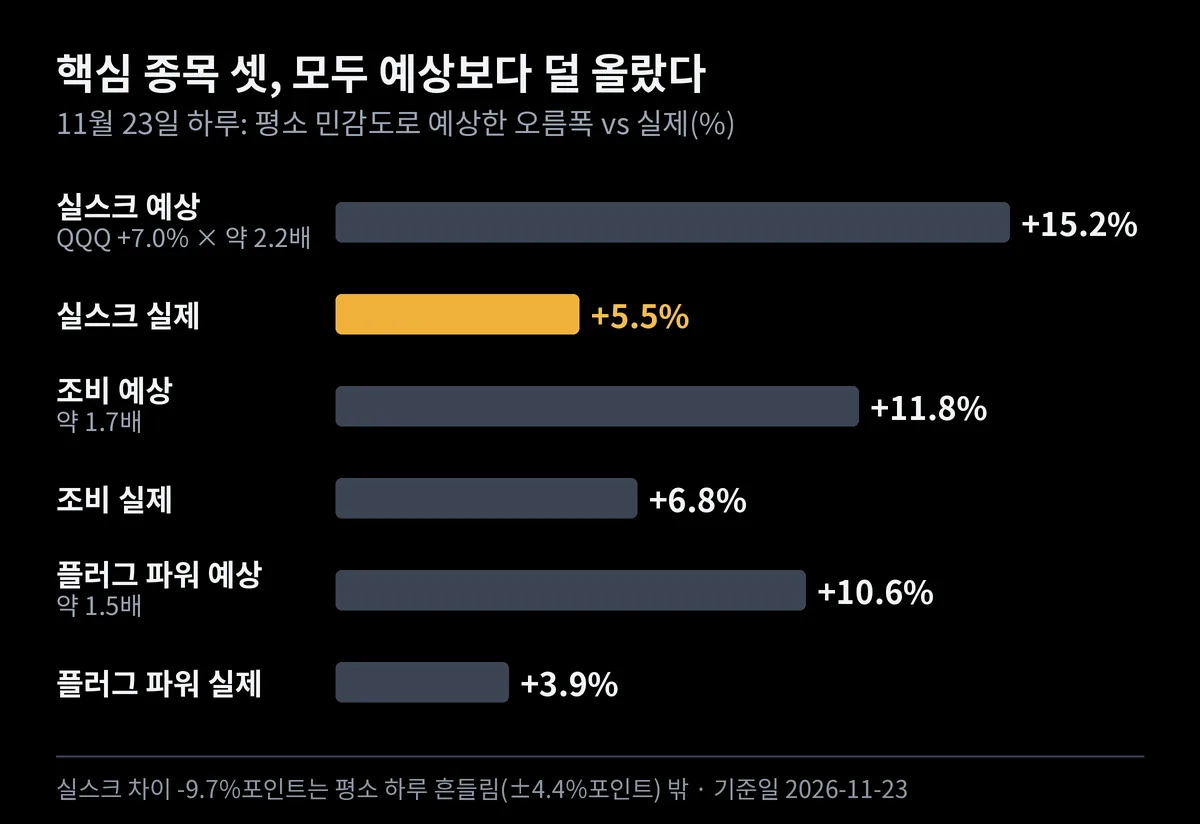 핵심 종목 셋, 모두 예상보다 덜 올랐다
11월 23일 하루: 평소 민감도로 예상한 오름폭 vs 실제(%)
실스크 예상
QQQ +7.0% × 약 2.2배
+15.2%
실스크 실제
+5.5%
조비 예상
약 1.7배
+11.8%
조비 실제
+6.8%
플러그 파워 예상
약 1.5배
+10.6%
플러그 파워 실제
+3.9%
실스크 차이 -9.7%포인트는 평소 하루 흔들림(±4.4%포인트) 밖 · 기준일 2026-11-23